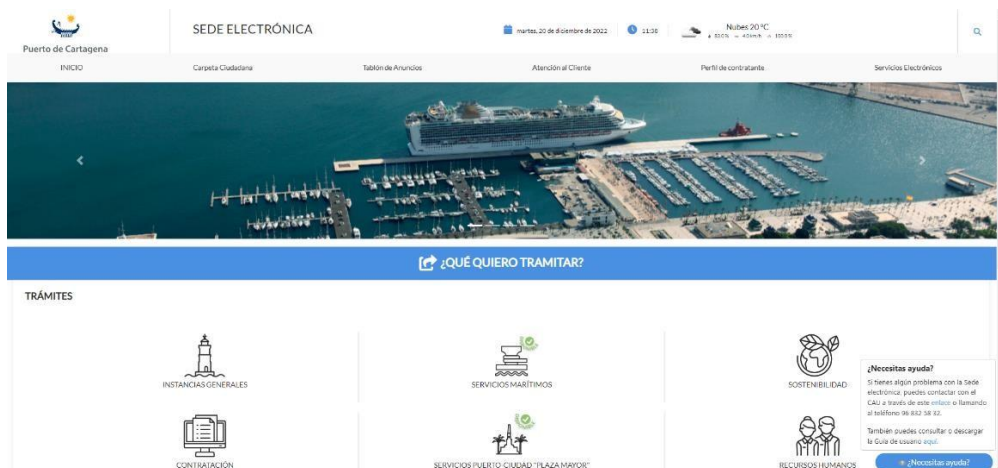 Puerto de Cartagena
SEDE ELECTRÓNICA
martes, 20 de diciembre de 2022
11:38
Nubes 20 ºC
INICIO
Carpeta Ciudadana
Tablón de Anuncios
Atención al Cliente
Perfil de contratante
Servicios Electrónicos
¿QUÉ QUIERO TRAMITAR?
TRÁMITES
INSTANCIAS GENERALES
SERVICIOS MARÍTIMOS
SOSTENIBILIDAD
CONTRATACIÓN
SERVICIOS PUERTO-CIUDAD "PLAZA MAYOR"
RECURSOS HUMANOS
¿Necesitas ayuda?
Si tienes algún problema con la Sede
electrónica, puedes contactar con el
CAU a través de este enlace o llamando
al teléfono 96 832 58 33.
También puedes consultar o descargar
la Guía de usuario aquí.
¿Necesitas ayuda?